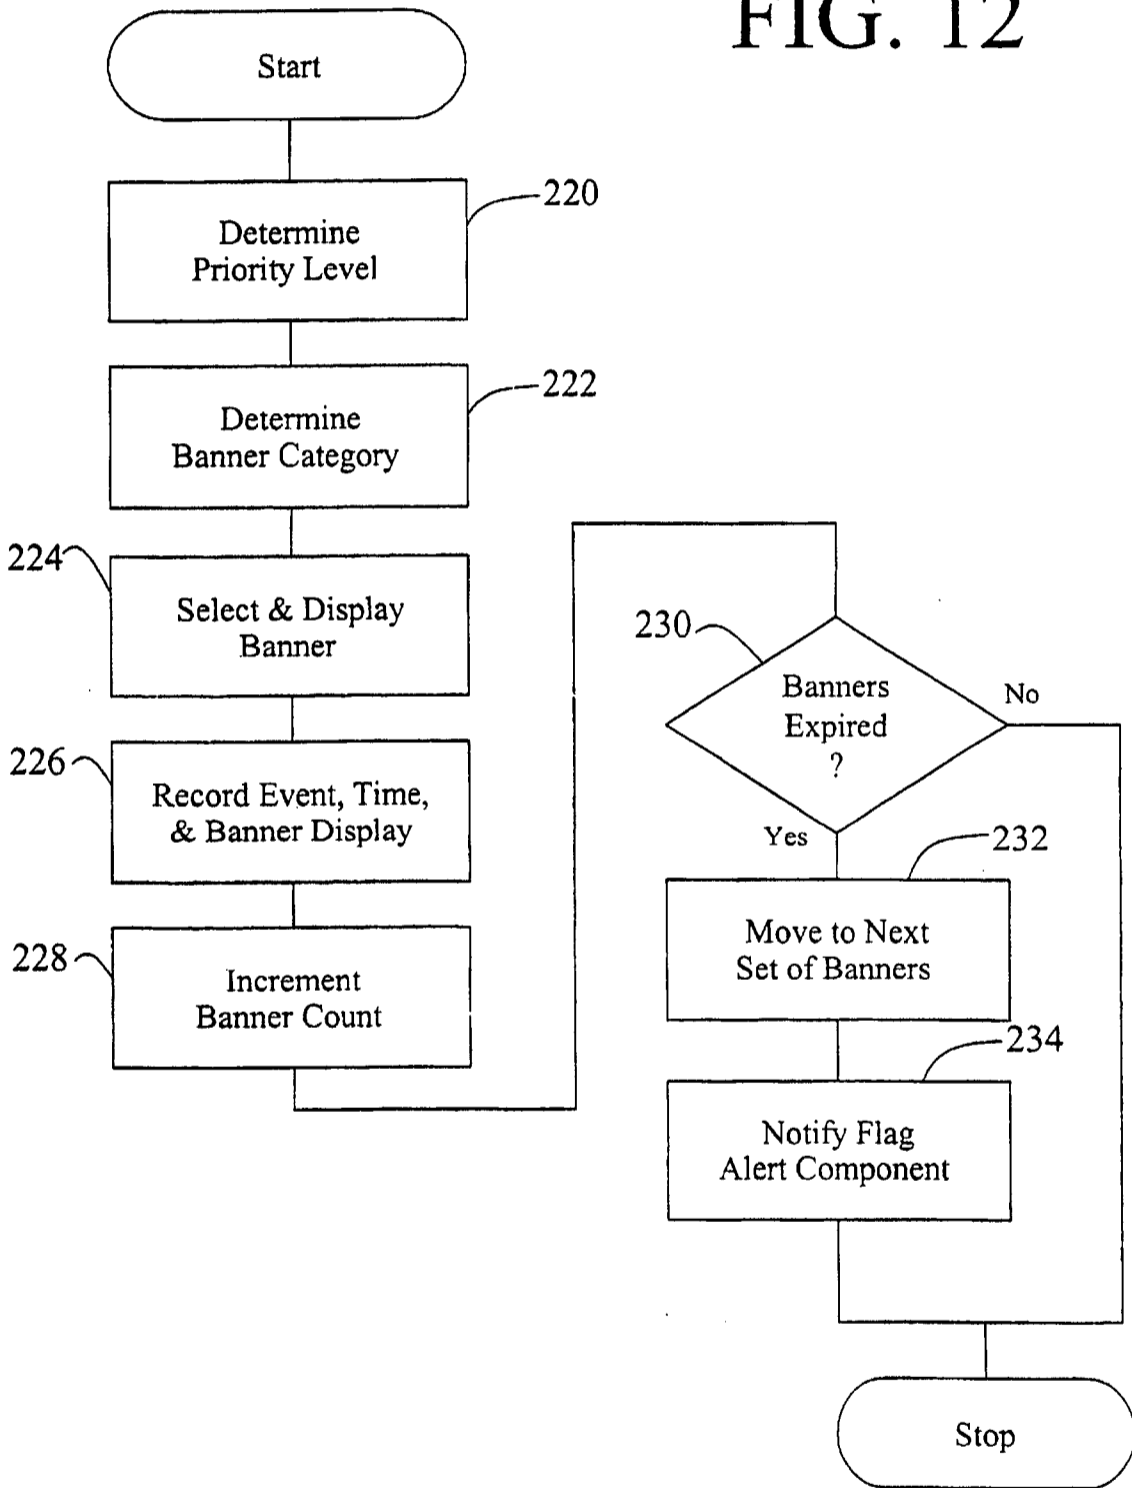 FIG. 12
Start
220
Determine
Priority Level
222
Determine
Banner Category
224
Select & Display
Banner
226
Record Event, Time,
& Banner Display
228
Increment
Banner Count
230
Banners
Expired
?
No
Yes
232
Move to Next
Set of Banners
234
Notify Flag
Alert Component
Stop